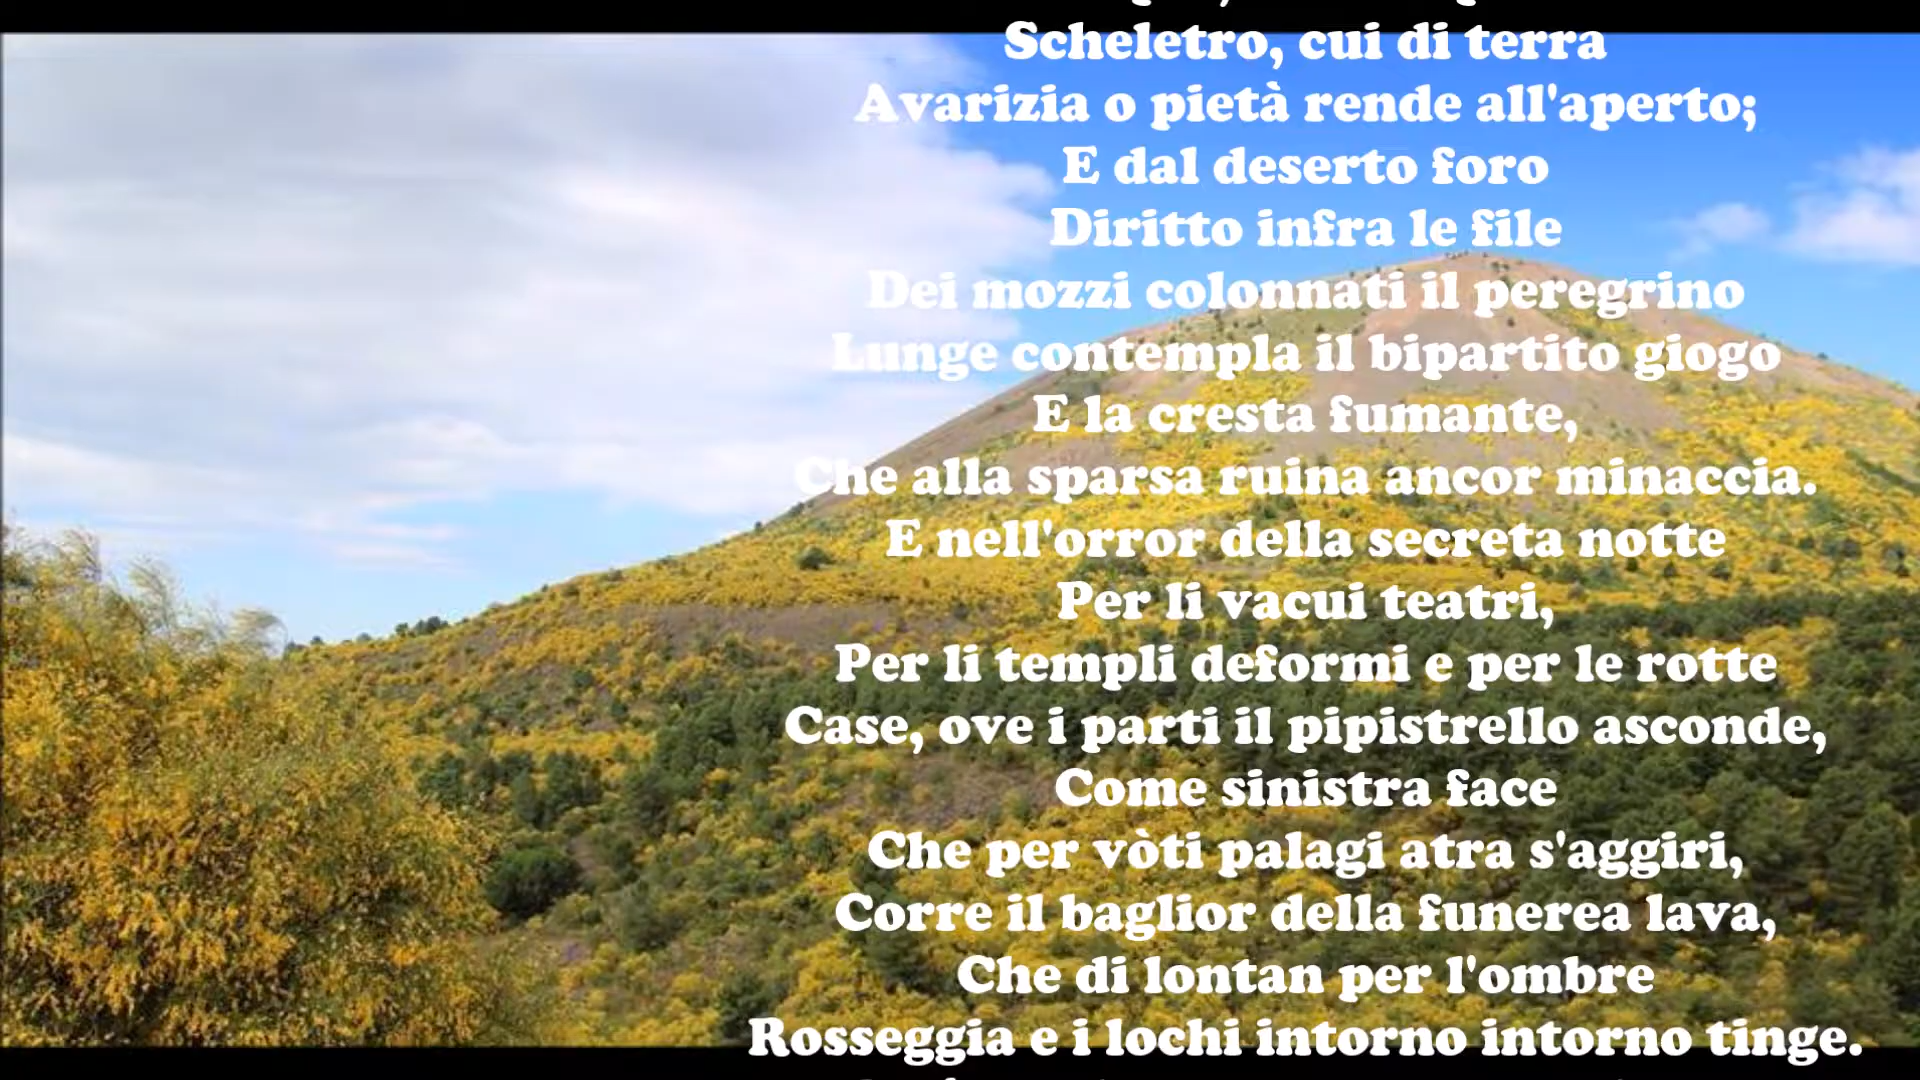 Scheletro, cui di terra
Avarizia o pietà rende all'aperto;
E dal deserto foro
Diritto infra le file
Dei mozzi colonnati il peregrino
Lunge contempla il bipartito giogo
E la cresta fumante,
Che alla sparsa ruina ancor minaccia.
E nell'orror della secreta notte
Per li vacui teatri,
Per li templi deformi e per le rotte
Case, ove i parti il pipistrello asconde,
Come sinistra face
Che per vòti palagi atra s'aggiri,
Corre il baglior della funerea lava,
Che di lontan per l'ombre
Rosseggia e i lochi intorno intorno tinge.